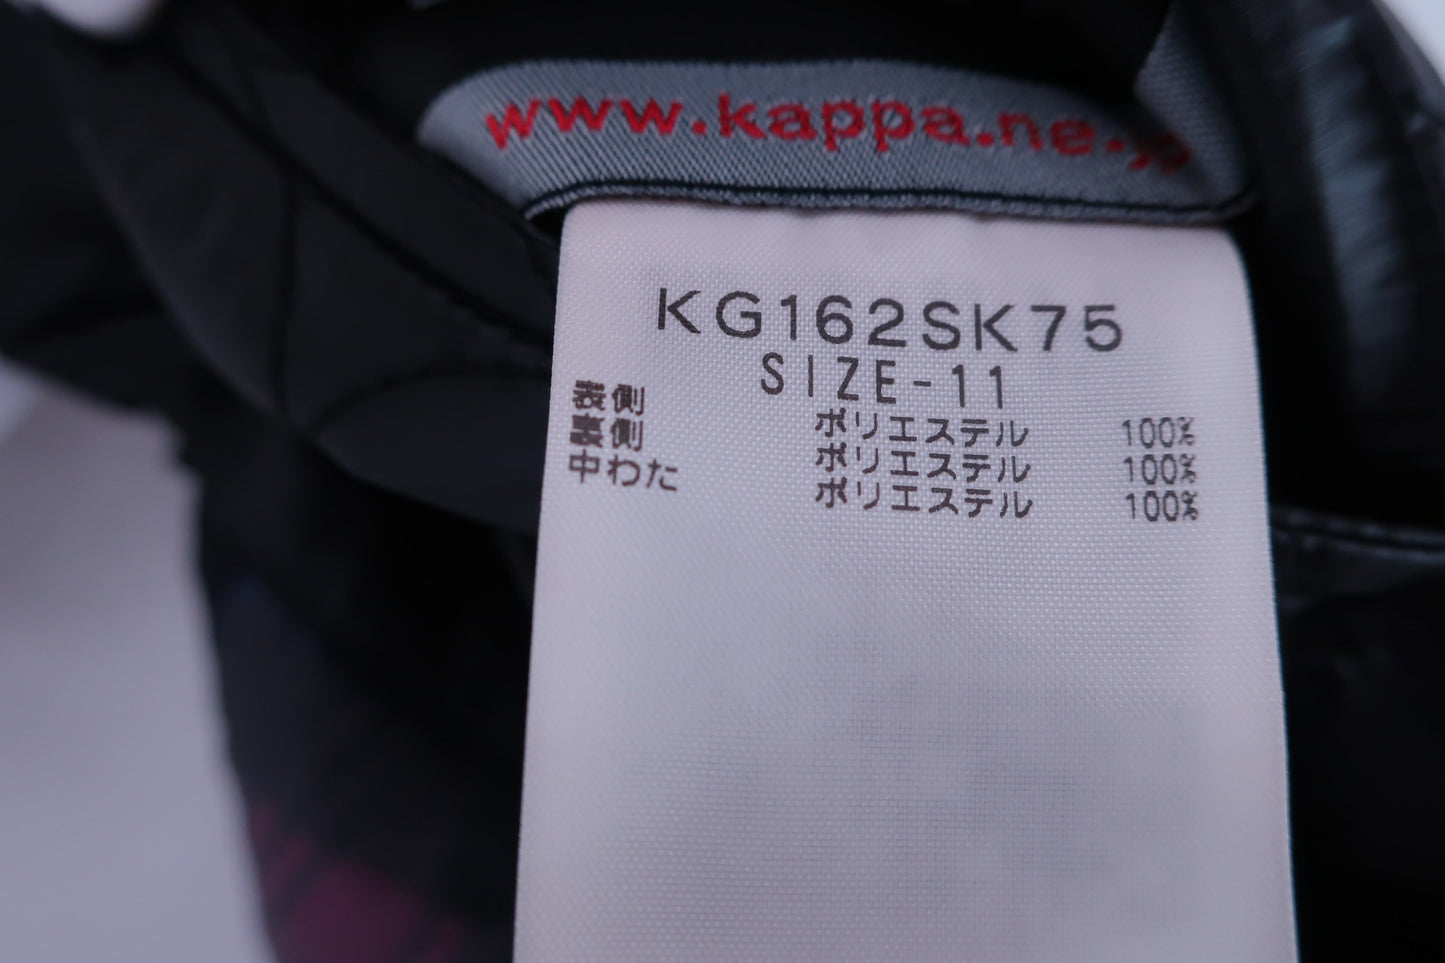 www.kappa.ne.jp
KG162SK75
SIZE-11
表側 ポリエステル 100%
裏側 ポリエステル 100%
中わた ポリエステル 100%